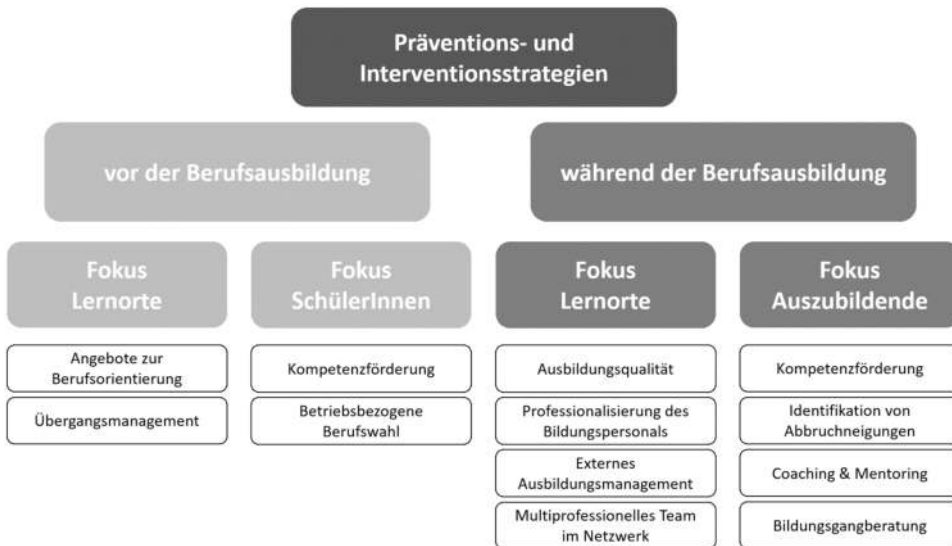 Präventions- und
Interventionsstrategien
vor der Berufsausbildung
während der Berufsausbildung
Fokus
Lernorte
Fokus
SchülerInnen
Fokus
Lernorte
Fokus
Auszubildende
Angebote zur
Berufsorientierung
Übergangsmanagement
Kompetenzförderung
Betriebsbezogene
Berufswahl
Ausbildungsqualität
Professionalisierung des
Bildungspersonals
Externes
Ausbildungsmanagement
Multiprofessionelles Team
im Netzwerk
Kompetenzförderung
Identifikation von
Abbruchneigungen
Coaching & Mentoring
Bildungsgangberatung